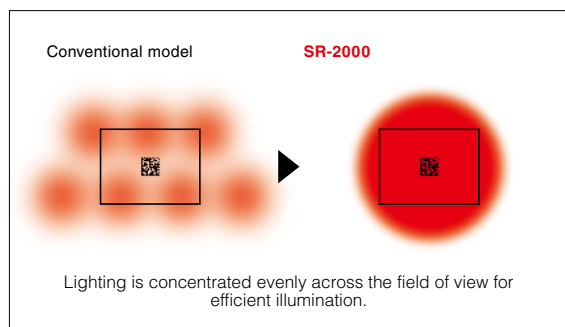 Conventional model
SR-2000
Lighting is concentrated evenly across the field of view for
efficient illumination.